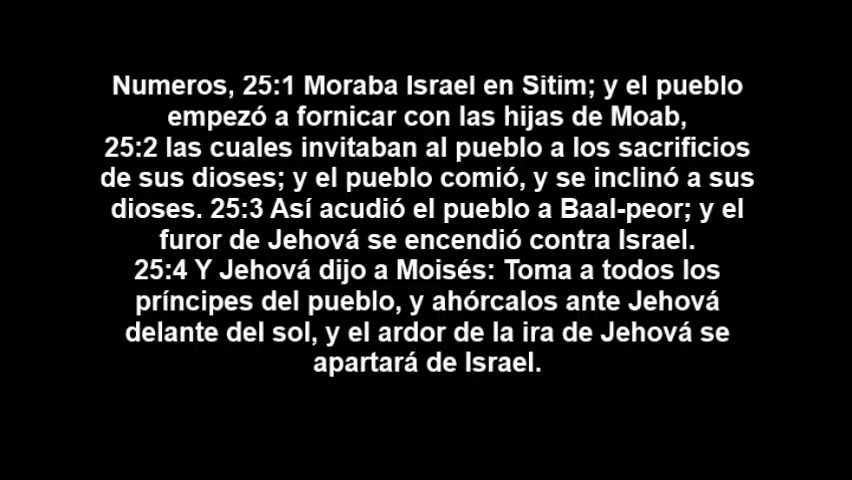 Numeros, 25:1 Moraba Israel en Sitim; y el pueblo
empezó a fornicar con las hijas de Moab,
25:2 las cuales invitaban al pueblo a los sacrificios
de sus dioses; y el pueblo comió, y se inclinó a sus
dioses. 25:3 Así acudió el pueblo a Baal-peor; y el
furor de Jehová se encendió contra Israel.
25:4 Y Jehová dijo a Moisés: Toma a todos los
príncipes del pueblo, y ahórcalos ante Jehová
delante del sol, y el ardor de la ira de Jehová se
apartará de Israel.